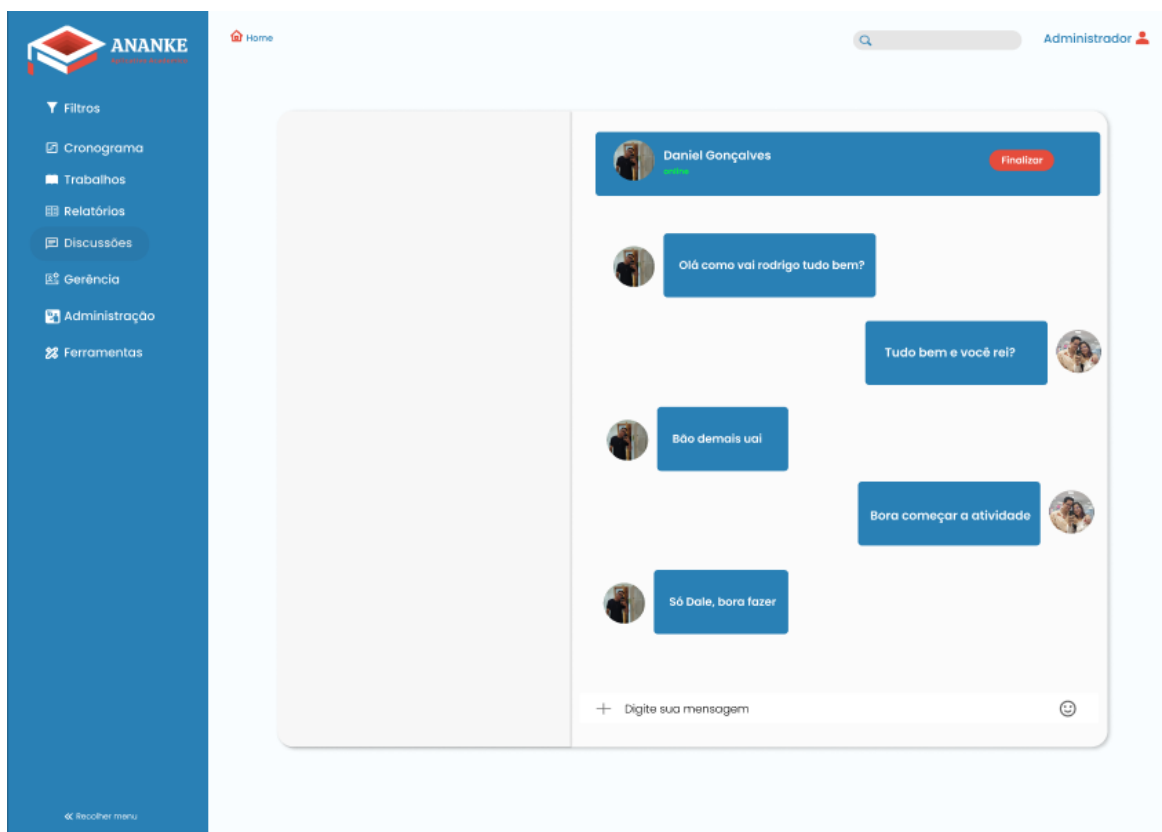 ANANKE
Home
Administrador
Filtros
Cronograma
Trabalhos
Relatórios
Discussões
Gerência
Administração
Ferramentas
Recolher menu
Daniel Gonçalves
online
Finalizar
Olá como vai rodrigo tudo bem?
Tudo bem e você rei?
Bão demais uai
Bora começar a atividade
Só Dale, bora fazer
Digite sua mensagem